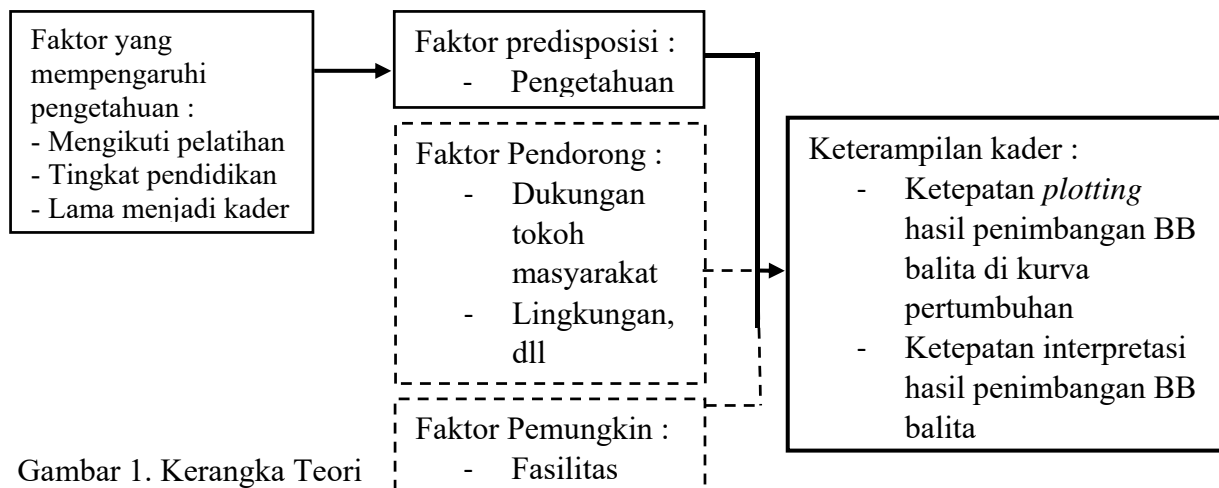 Faktor yang
mempengaruhi
pengetahuan :
- Mengikuti pelatihan
- Tingkat pendidikan
- Lama menjadi kader
Faktor predisposisi :
- Pengetahuan
Faktor Pendorong :
- Dukungan
tokoh
masyarakat
- Lingkungan,
dll
Faktor Pemungkin :
- Fasilitas
Keterampilan kader :
- Ketepatan plotting
hasil penimbangan BB
balita di kurva
pertumbuhan
- Ketepatan interpretasi
hasil penimbangan BB
balita
Gambar 1. Kerangka Teori